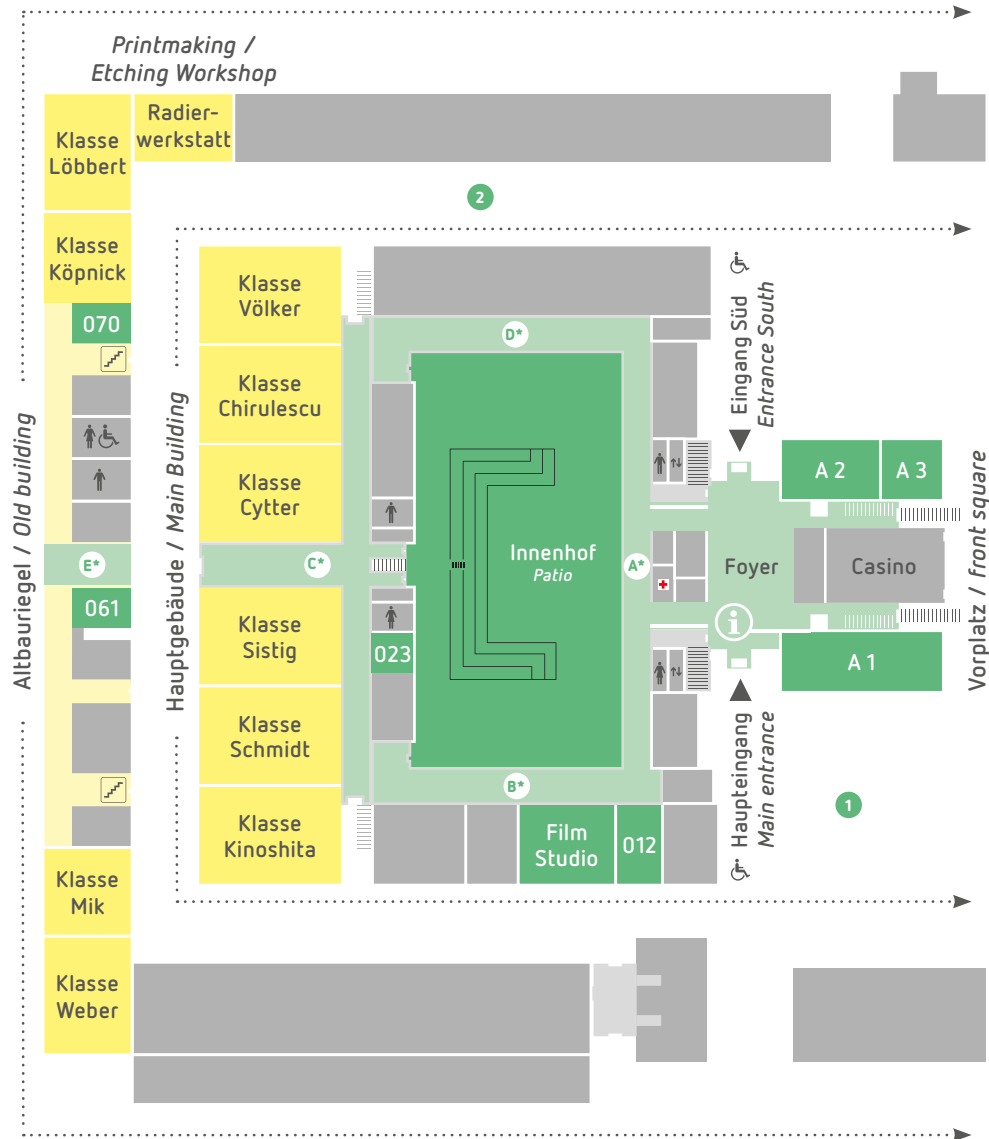 Printmaking /
Etching Workshop
Radier-
werkstatt
Klasse
Löbbert
2
Klasse
Köpnick
070
Klasse
Völker
D*
Eingang Süd
Entrance South
Klasse
Chirulescu
Klasse
Cytter
A 2
A 3
Altbauriegel / Old building
Hauptgebäude / Main Building
E*
C*
Innenhof
Patio
A*
Foyer
Casino
Vorplatz / front square
061
Klasse
Sistig
023
i
A 1
Klasse
Schmidt
B*
Haupteingang
Main entrance
1
Klasse
Kinoshita
Film
Studio
012
Klasse
Mik
Klasse
Weber